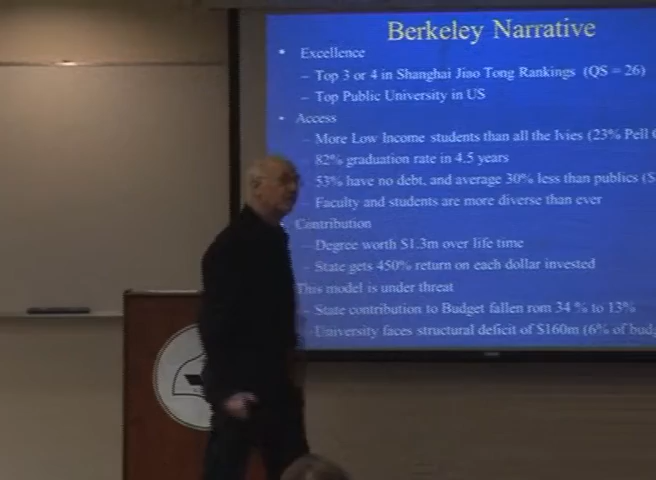 Berkeley Narrative
• Excellence
– Top 3 or 4 in Shanghai Jiao Tong Rankings (QS = 26)
– Top Public University in US
• Access
– More Low Income students than all the Ivies (23% Pell
– 82% graduation rate in 4.5 years
– 53% have no debt, and average 30% less than publics (S
– Faculty and students are more diverse than ever
Contribution
– Degree worth $1.3m over life time
– State gets 450% return on each dollar invested
This model is under threat
– State contribution to Budget fallen rom 34 % to 13%
– University faces structural deficit of $160m (6% of budg